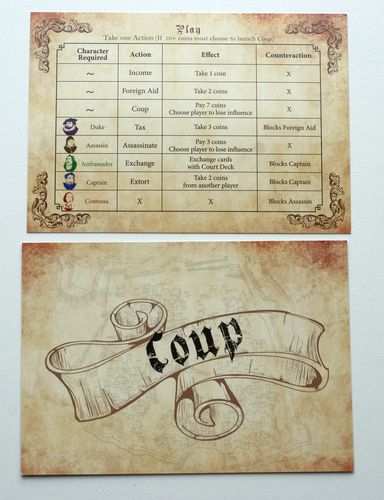 Play
Take one Action (If 10+ coins must choose to launch Coup)
Character Required Action Effect Counteraction
~ Income Take 1 coin X
~ Foreign Aid Take 2 coins X
~ Coup Pay 7 coins Choose player to lose influence X
Duke Tax Take 3 coins Blocks Foreign Aid
Assassin Assassinate Pay 3 coins Choose player to lose influence X
Ambassador Exchange Exchange cards with Court Deck Blocks Captain
Captain Extort Take 2 coins from another player Blocks Captain
Contessa X X Blocks Assassin
Coup